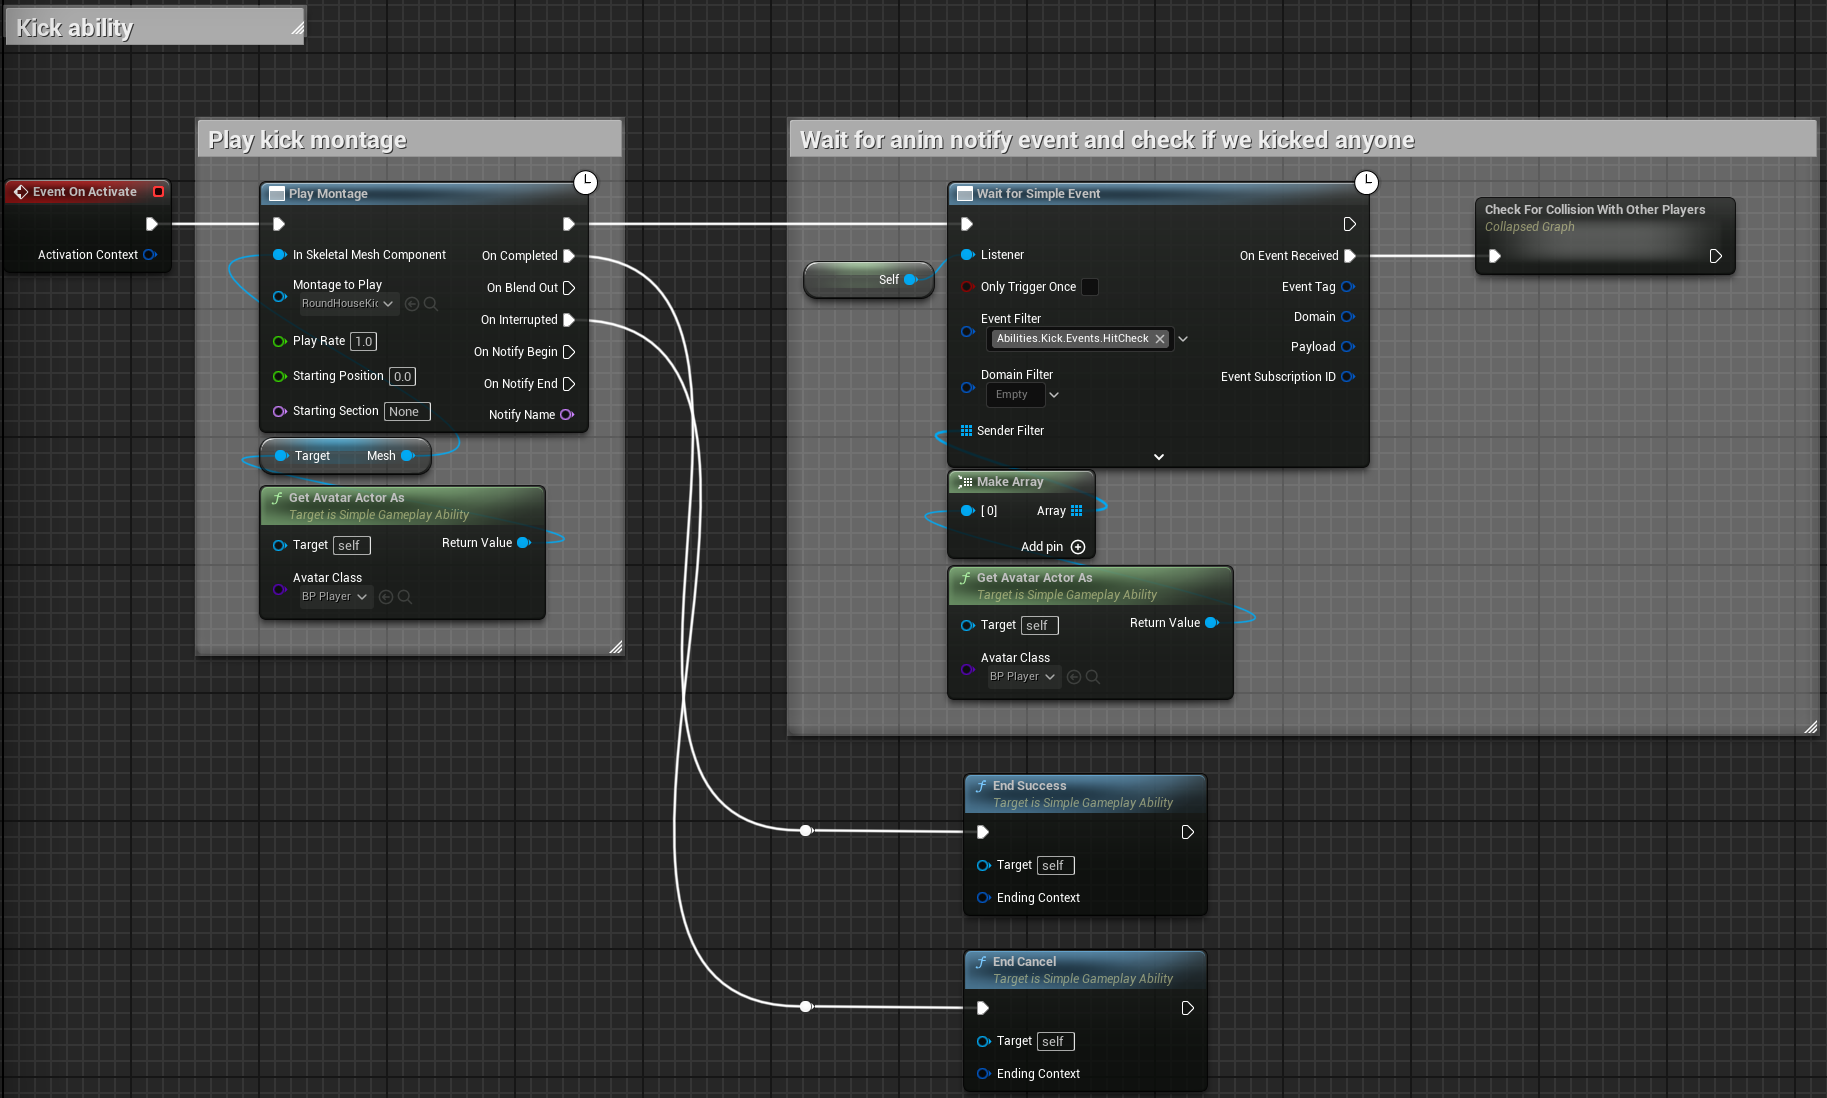 Kick ability
Play kick montage
Wait for anim notify event and check if we kicked anyone
Event On Activate
Activation Context
Play Montage
In Skeletal Mesh Component
On Completed
Montage to Play
RoundHouseKic
On Blend Out
On Interrupted
Play Rate 1.0
On Notify Begin
Starting Position 0.0
On Notify End
Starting Section None
Notify Name
Target Mesh
Get Avatar Actor As
Target is Simple Gameplay Ability
Target self Return Value
Avatar Class
BP Player
Self
Wait for Simple Event
Listener
On Event Received
Only Trigger Once
Event Tag
Event Filter
Abilities.Kick.Events.HitCheck
Domain
Payload
Domain Filter
Empty
Event Subscription ID
Sender Filter
Make Array
[0] Array
Add pin
Get Avatar Actor As
Target is Simple Gameplay Ability
Target self Return Value
Avatar Class
BP Player
Check For Collision With Other Players
Collapsed Graph
End Success
Target is Simple Gameplay Ability
Target self
Ending Context
End Cancel
Target is Simple Gameplay Ability
Target self
Ending Context